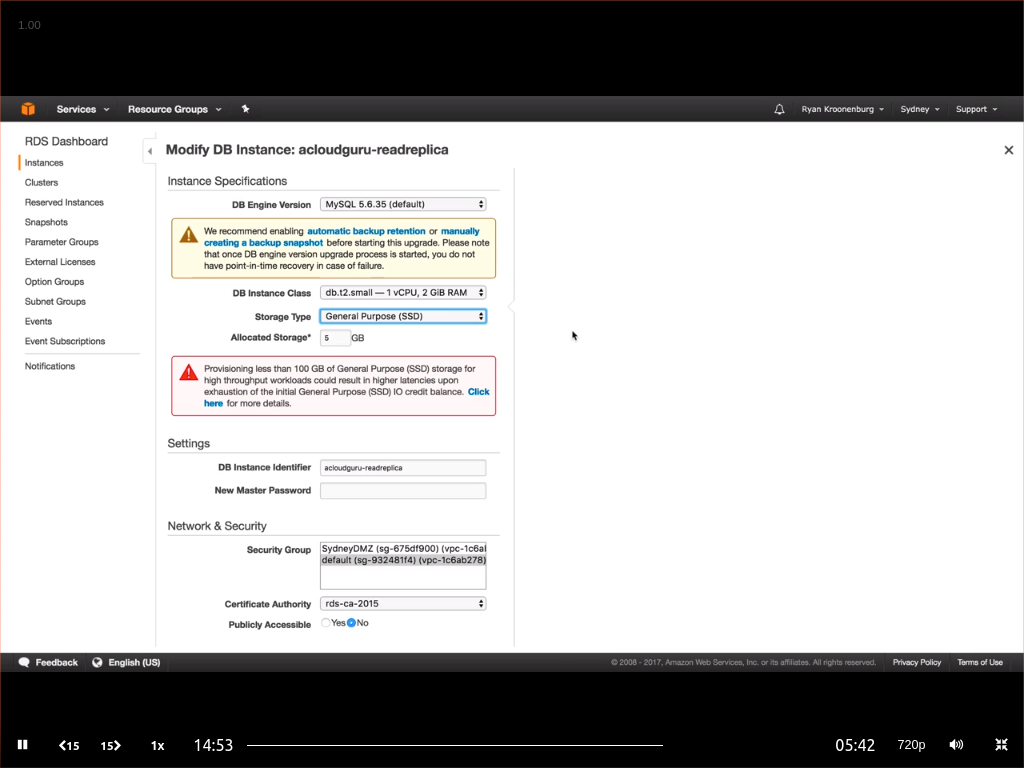 1.00
Services Resource Groups Ryan Kroonenburg Sydney Support
RDS Dashboard
Instances
Clusters
Reserved Instances
Snapshots
Parameter Groups
External Licenses
Option Groups
Subnet Groups
Events
Event Subscriptions
Notifications
Modify DB Instance: acloudguru-readreplica
Instance Specifications
DB Engine Version MySQL 5.6.35 (default)
We recommend enabling automatic backup retention or manually
creating a backup snapshot before starting this upgrade. Please note
that once DB engine version upgrade process is started, you do not
have point-in-time recovery in case of failure.
DB Instance Class db.t2.small — 1 vCPU, 2 GiB RAM
Storage Type General Purpose (SSD)
Allocated Storage* 5 GB
Provisioning less than 100 GB of General Purpose (SSD) storage for
high throughput workloads could result in higher latencies upon
exhaustion of the initial General Purpose (SSD) IO credit balance. Click
here for more details.
Settings
DB Instance Identifier acloudguru-readreplica
New Master Password
Network & Security
Security Group SydneyDMZ (sg-675df900) (vpc-1c6al
default (sg-932481f4) (vpc-1c6ab278)
Certificate Authority rds-ca-2015
Publicly Accessible Yes No
Feedback English (US) © 2008 - 2017, Amazon Web Services, Inc. or its affiliates. All rights reserved. Privacy Policy Terms of Use
15 15 1x 14:53 05:42 720p